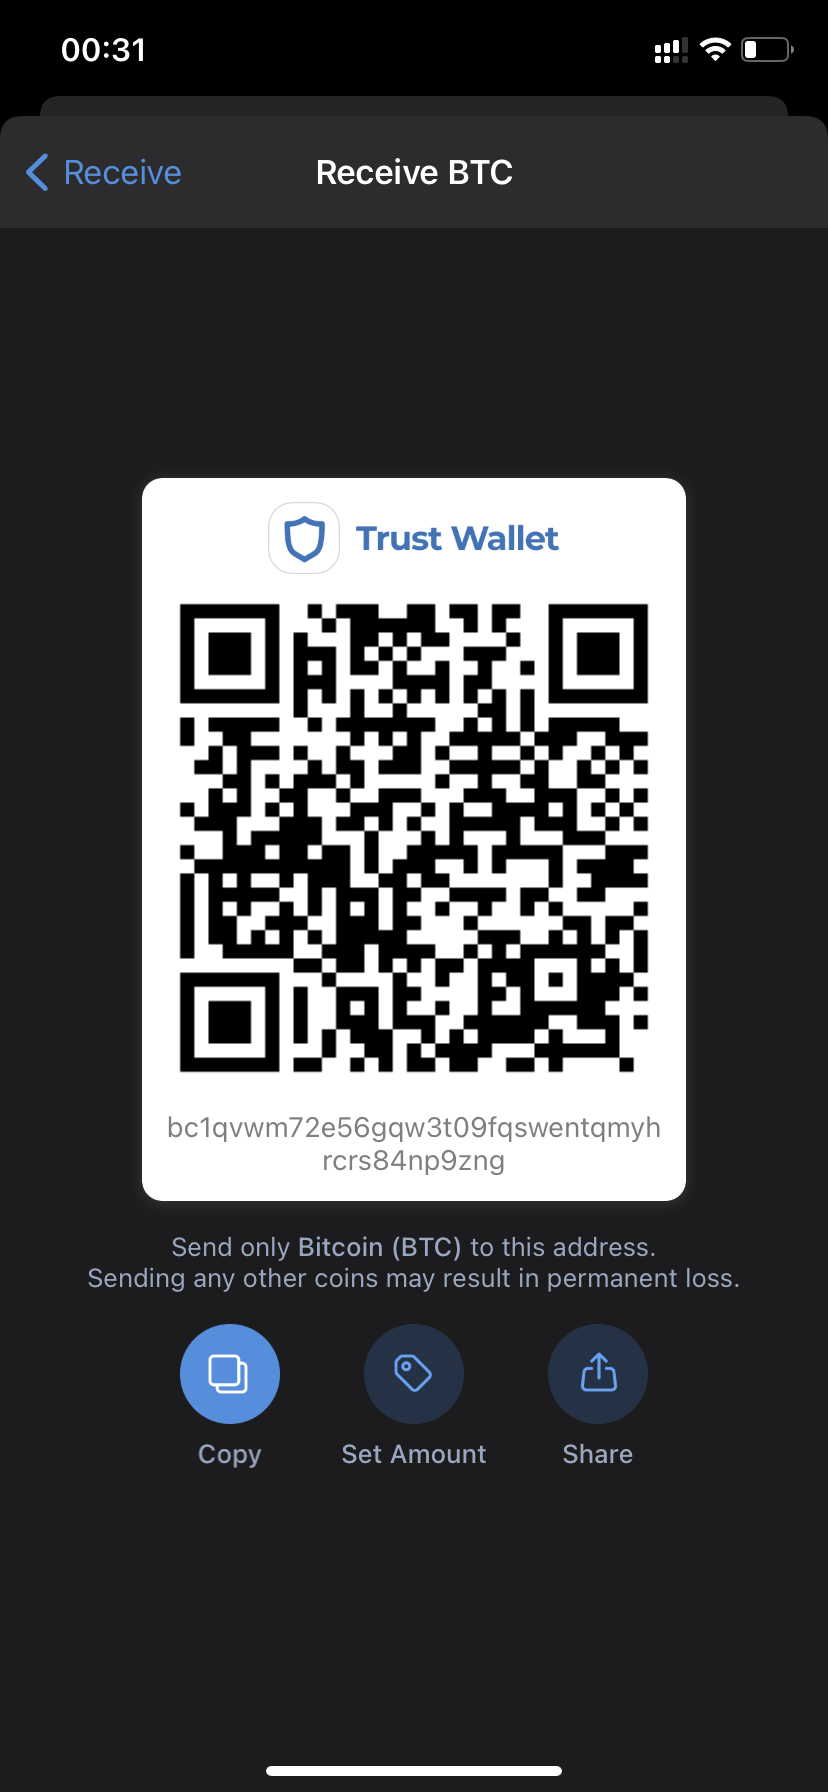 00:31
Receive
Receive BTC
Trust Wallet
bc1qvwm72e56gqw3t09fqswentqmyh
rcrs84np9zng
Send only Bitcoin (BTC) to this address.
Sending any other coins may result in permanent loss.
Copy
Set Amount
Share